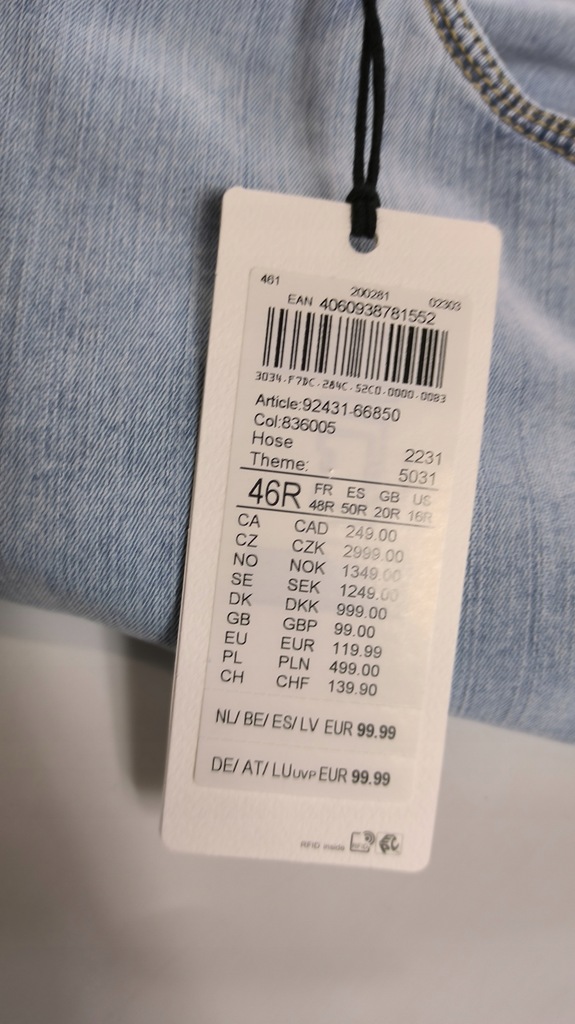 461 200281 02303
EAN 4060938781552
3034-F7DC-284C-52C0-0000-0083
Article:92431-66850
Col:836005
Hose 2231
Theme: 5031
46R FR ES GB US
48R 50R 20R 16R
CA CAD 249.00
CZ CZK 2999.00
NO NOK 1349.00
SE SEK 1249.00
DK DKK 999.00
GB GBP 99.00
EU EUR 119.99
PL PLN 499.00
CH CHF 139.90
NL/ BE/ ES/ LV EUR 99.99
DE/ AT/ LU UVP EUR 99.99
RFID inside